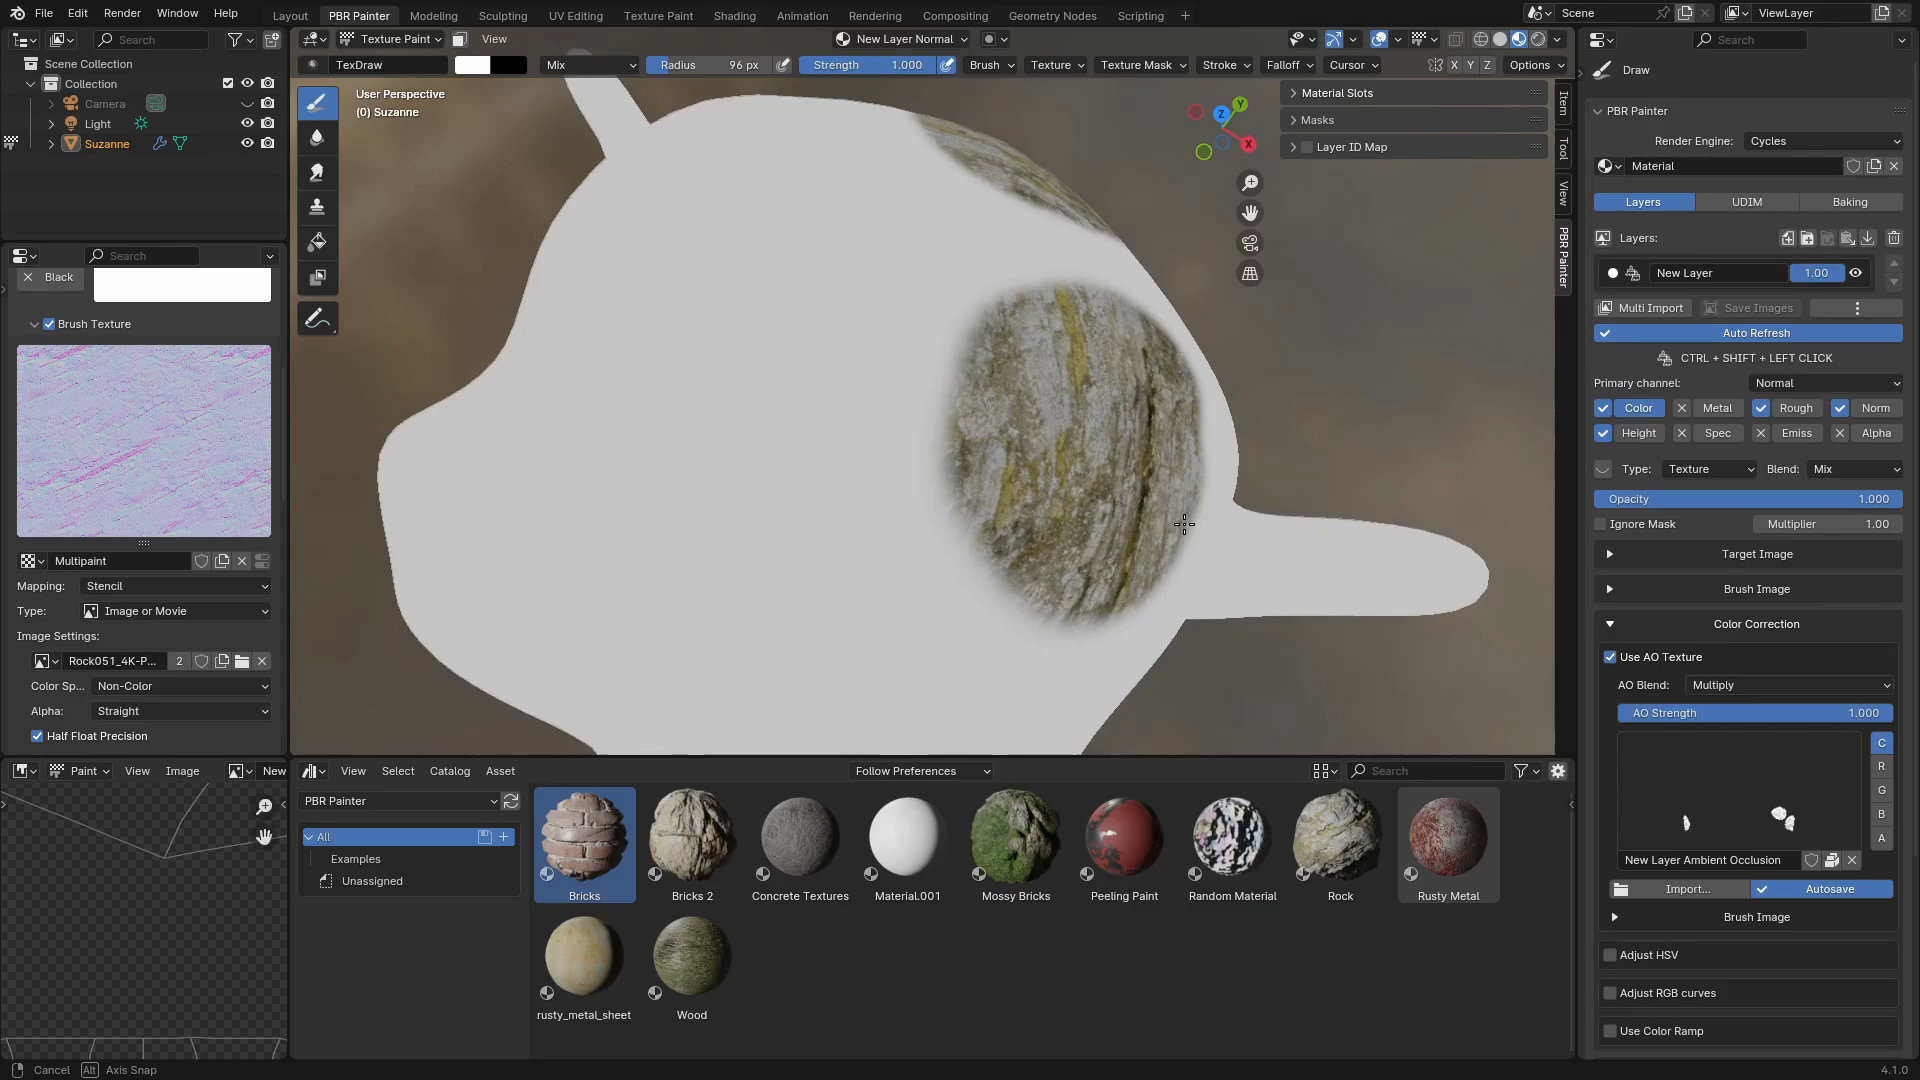 File Edit Render Window Help Layout PBR Painter Modeling Sculpting UV Editing Texture Paint Shading Animation Rendering Compositing Geometry Nodes Scripting + Scene ViewLayer
Search
Texture Paint View New Layer Normal
Search
Scene Collection
TexDraw Mix Radius 96 px Strength 1.000 Brush Texture Texture Mask Stroke Falloff Cursor X Y Z Options
Draw
Collection
User Perspective
(0) Suzanne
Camera
Light
Suzanne
Material Slots
Masks
Layer ID Map
Y
Z
X
Item
Tool
View
PBR Painter
PBR Painter
Render Engine: Cycles
Material
Layers UDIM Baking
Layers:
New Layer 1.00
Multi Import Save Images
Auto Refresh
CTRL + SHIFT + LEFT CLICK
Primary channel: Normal
Color Metal Rough Norm
Height Spec Emiss Alpha
Type: Texture Blend: Mix
Opacity 1.000
Ignore Mask Multiplier 1.00
Target Image
Brush Image
Color Correction
Use AO Texture
AO Blend: Multiply
AO Strength 1.000
C
R
G
B
A
New Layer Ambient Occlusion
Import... Autosave
Brush Image
Adjust HSV
Adjust RGB curves
Use Color Ramp
Search
Black
Brush Texture
Multipaint
Mapping: Stencil
Type: Image or Movie
Image Settings:
Rock051_4K-P... 2
Color Sp... Non-Color
Alpha: Straight
Half Float Precision
Paint View Image New
View Select Catalog Asset Follow Preferences Search
PBR Painter
All
Examples
Unassigned
Bricks Bricks 2 Concrete Textures Material.001 Mossy Bricks Peeling Paint Random Material Rock Rusty Metal
rusty_metal_sheet Wood
Cancel Alt Axis Snap 4.1.0